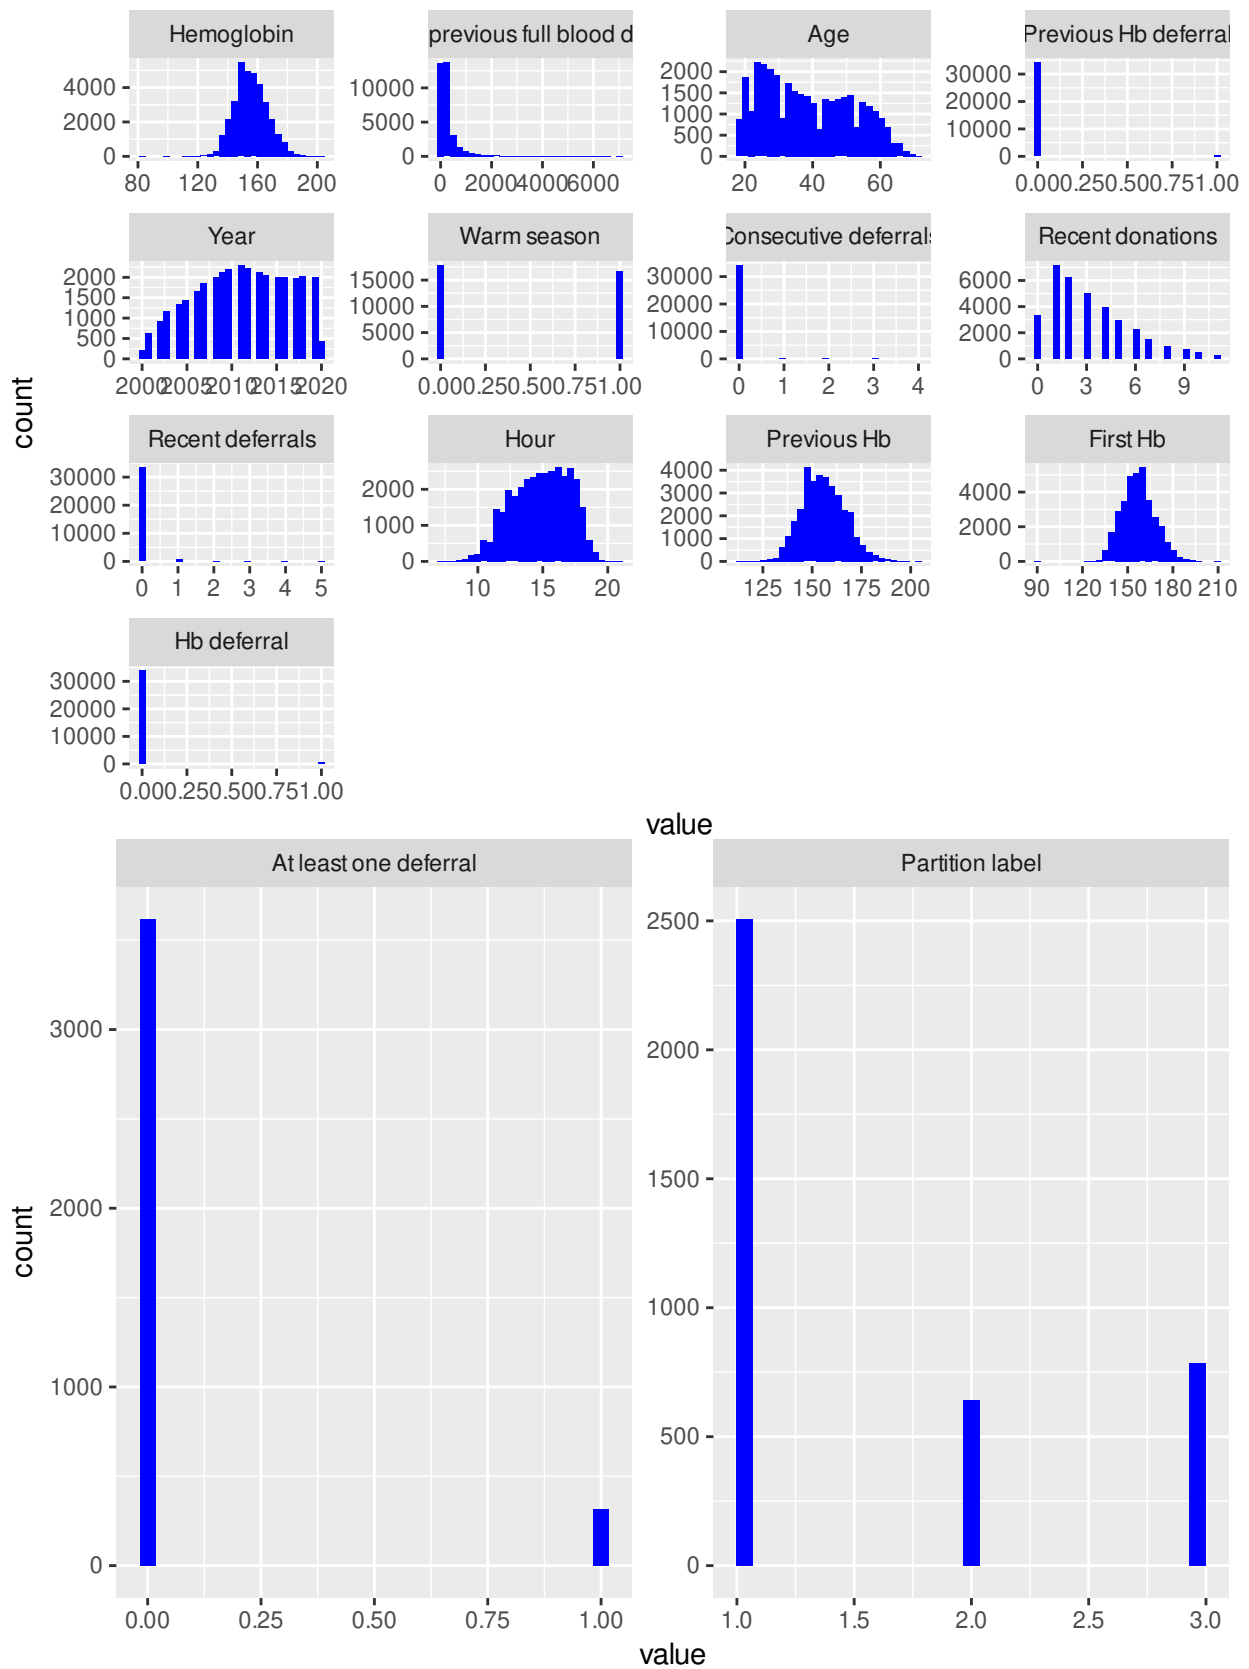 Hemoglobin
previous full blood d
Age
Previous Hb deferral
4000
2000
0
80 120 160 200
10000
5000
0
0 2000 4000 6000
2000
1500
1000
500
0
20 40 60
30000
20000
10000
0
0.00 0.25 0.50 0.75 1.00
Year
Warm season
Consecutive deferrals
Recent donations
2000
1500
1000
500
0
2000 2005 2010 2015 2020
15000
10000
5000
0
0.00 0.25 0.50 0.75 1.00
30000
20000
10000
0
0 1 2 3 4
6000
4000
2000
0
0 3 6 9
count
Recent deferrals
Hour
Previous Hb
First Hb
30000
20000
10000
0
0 1 2 3 4 5
2000
1000
0
10 15 20
4000
3000
2000
1000
0
125 150 175 200
4000
2000
0
90 120 150 180 210
Hb deferral
30000
20000
10000
0
0.00 0.25 0.50 0.75 1.00
value
At least one deferral
Partition label
3000
2000
1000
0
0.00 0.25 0.50 0.75 1.00
2500
2000
1500
1000
500
0
1.0 1.5 2.0 2.5 3.0
count
value